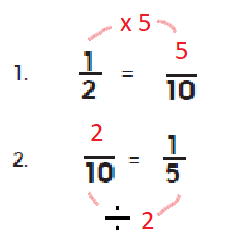 x 5
1. 1/2 = 5/10
2. 2/10 = 1/5
÷ 2